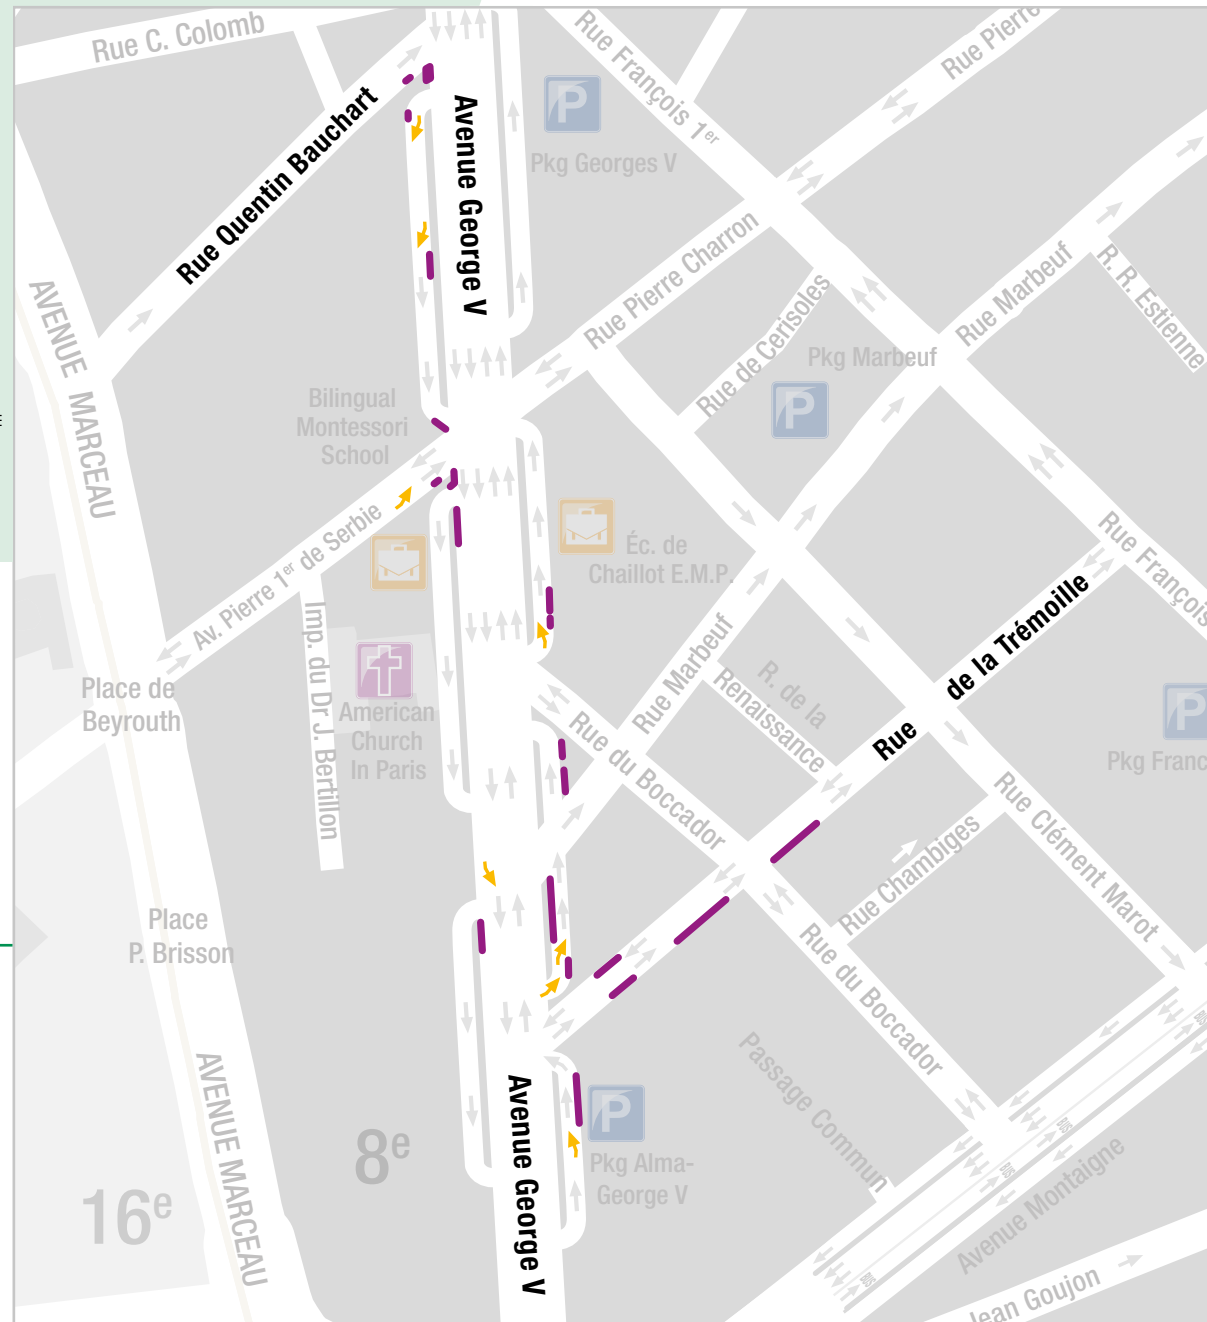 Rue C. Colomb
Rue François 1er
Rue Pierre
Avenue George V
P
Rue Quentin Bauchart
Pkg Georges V
Rue Pierre Charron
Rue Marbeuf
R. R. Estienne
AVENUE MARCEAU
Rue de Cerisoles
Pkg Marbeuf
P
Bilingual
Montessori
School
Av. Pierre 1er de Serbie
Éc. de
Chaillot E.M.P.
Rue François
Rue de la Trémoille
Imp. du Dr J. Bertillon
Rue Marbeuf
R. de la
Renaissance
Place de
Beyrouth
American
Church
In Paris
Rue du Boccador
P
Pkg Franc
Rue Clément Marot
Rue Chambiges
Place
P. Brisson
Rue du Boccador
Passage Commun
AVENUE MARCEAU
Avenue George V
P
Pkg Alma-
George V
8e
16e
BUS
BUS
BUS
BUS
Avenue Montaigne
Jean Goujon